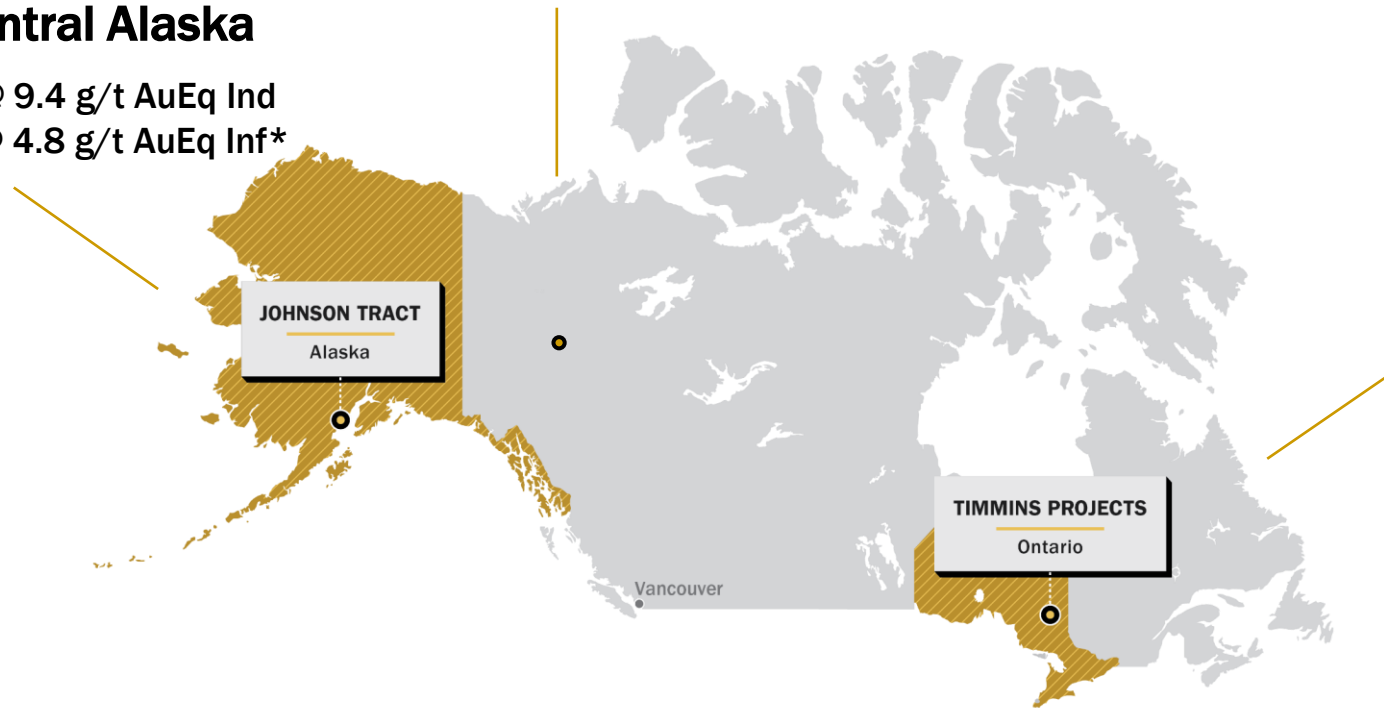 ntral Alaska
9.4 g/t AuEq Ind
4.8 g/t AuEq Inf*
JOHNSON TRACT
Alaska
TIMMINS PROJECTS
Ontario
Vancouver